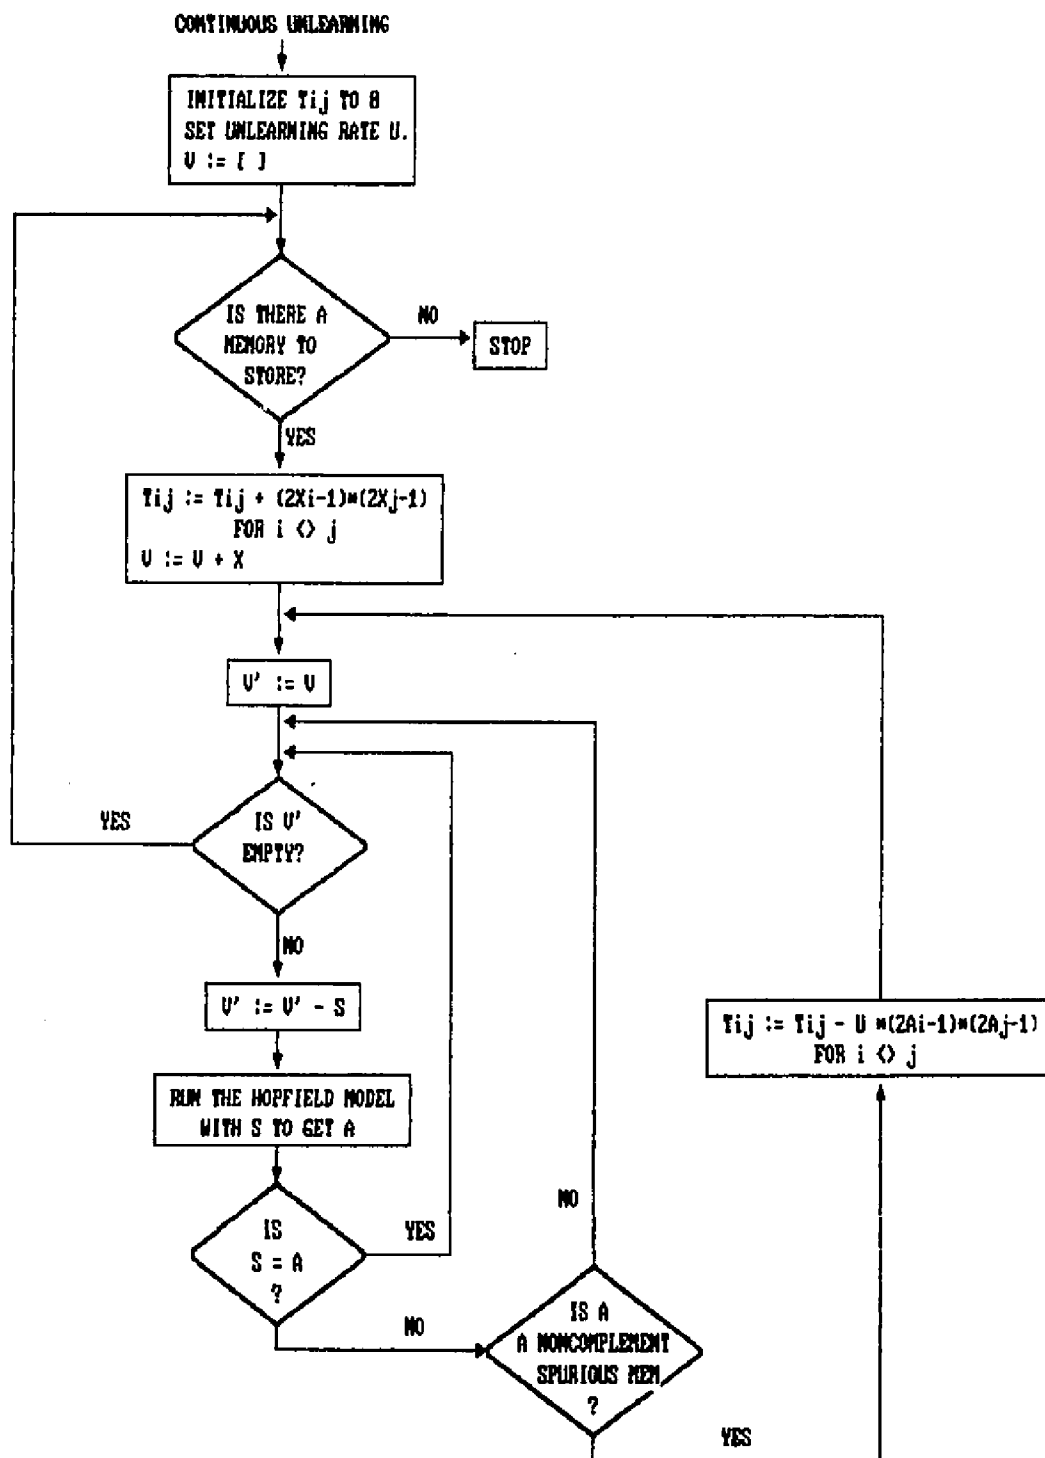 CONTINUOUS UNLEARNING
INITIALIZE Tij TO 0
SET UNLEARNING RATE U.
V := [ ]
IS THERE A
MEMORY TO
STORE?
NO
STOP
YES
Tij := Tij + (2Xi-1)*(2Xj-1)
FOR i <> j
V := V + X
V' := V
IS V'
EMPTY?
YES
NO
V' := V' - S
Tij := Tij - U *(2Ai-1)*(2Aj-1)
FOR i <> j
RUN THE HOPFIELD MODEL
WITH S TO GET A
NO
IS
S = A
?
YES
NO
IS A
A NONCOMPLEMENT
SPURIOUS MEM
?
YES